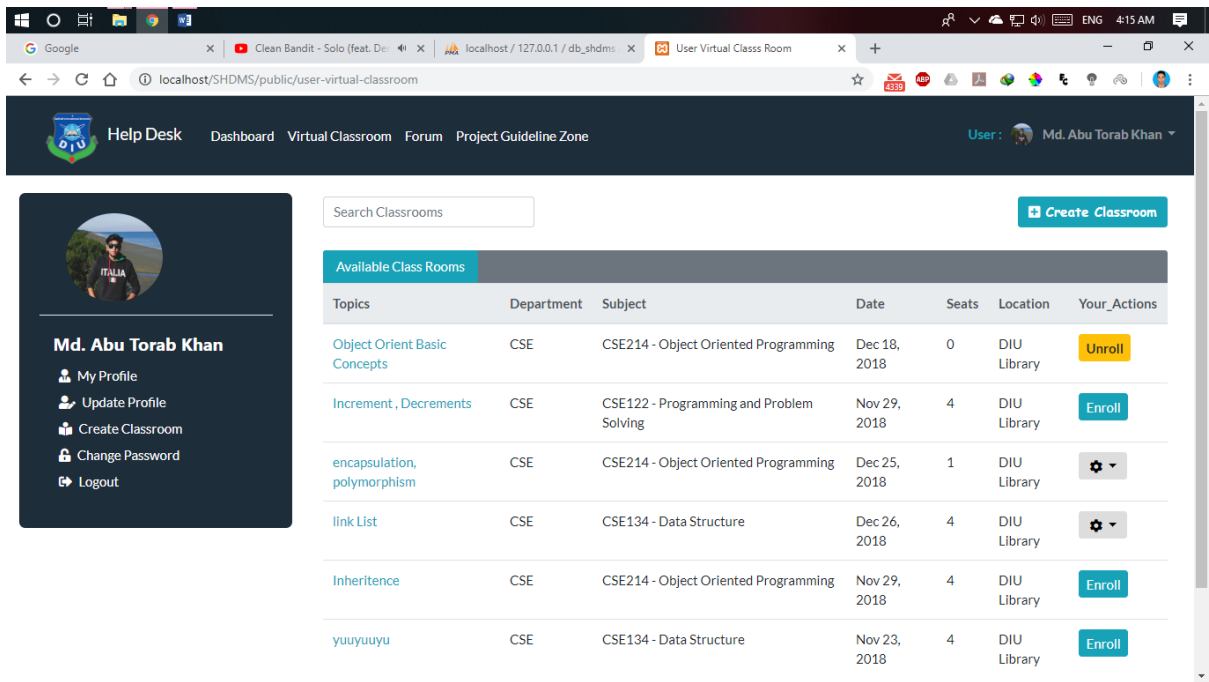 ENG 4:15 AM
Google
Clean Bandit - Solo (feat. De
localhost / 127.0.0.1 / db_shdms
User Virtual Classs Room
localhost/SHDMS/public/user-virtual-classroom
4339
ABP
DIU
Help Desk Dashboard Virtual Classroom Forum Project Guideline Zone
User : Md. Abu Torab Khan
ITALIA
Md. Abu Torab Khan
My Profile
Update Profile
Create Classroom
Change Password
Logout
Search Classrooms
Create Classroom
Available Class Rooms
Topics Department Subject Date Seats Location Your_Actions
Object Orient Basic CSE CSE214 - Object Oriented Programming Dec 18, 0 DIU Unroll
Concepts 2018 Library
Increment , Decrements CSE CSE122 - Programming and Problem Nov 29, 4 DIU Enroll
Solving 2018 Library
encapsulation, CSE CSE214 - Object Oriented Programming Dec 25, 1 DIU
polymorphism 2018 Library
link List CSE CSE134 - Data Structure Dec 26, 4 DIU
2018 Library
Inheritence CSE CSE214 - Object Oriented Programming Nov 29, 4 DIU Enroll
2018 Library
yuuyuuyu CSE CSE134 - Data Structure Nov 23, 4 DIU Enroll
2018 Library